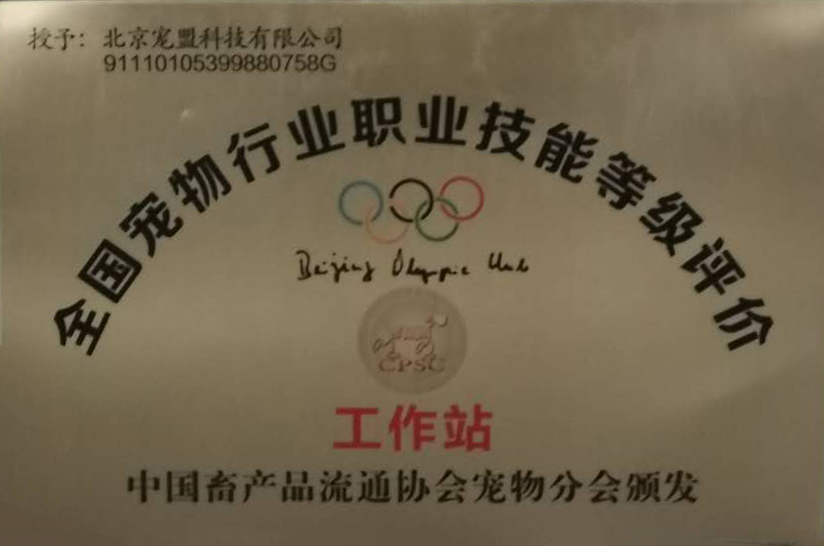 授予：北京宠盟科技有限公司
91110105399880758G
全国宠物行业职业技能等级评价
Beijing Olympic
CPSC
工作站
中国畜产品流通协会宠物分会颁发